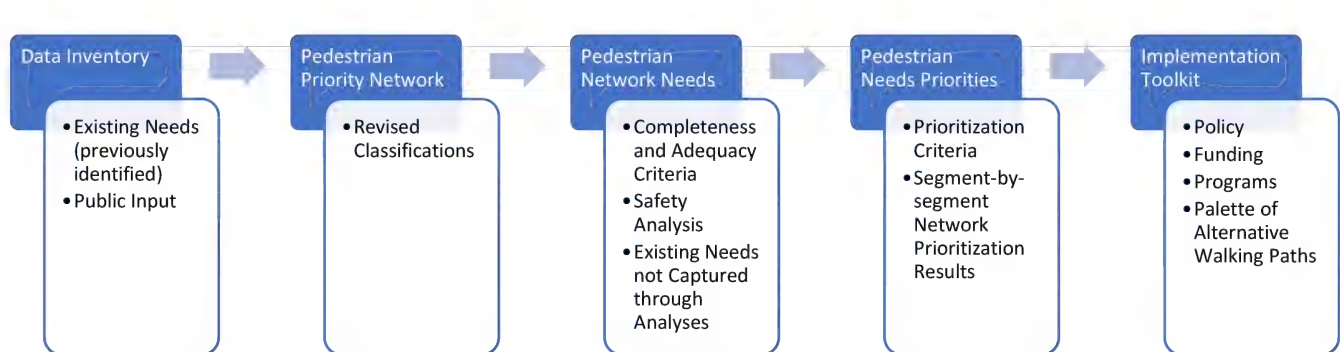 Data Inventory
• Existing Needs
(previously
identified)
• Public Input
Pedestrian
Priority Network
• Revised
Classifications
Pedestrian
Network Needs
• Completeness
and Adequacy
Criteria
• Safety
Analysis
• Existing Needs
not Captured
through
Analyses
Pedestrian
Needs Priorities
• Prioritization
Criteria
• Segment-by-
segment
Network
Prioritization
Results
Implementation
Toolkit
• Policy
• Funding
• Programs
• Palette of
Alternative
Walking Paths